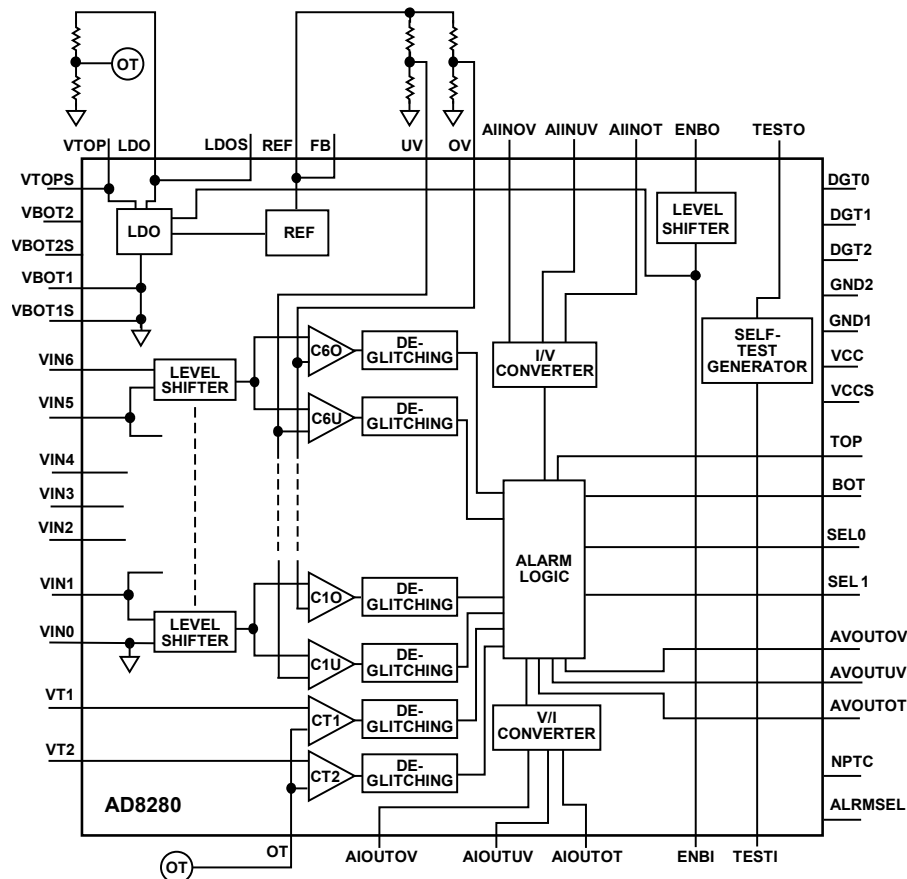 OT
AIINOV AIINUV AIINOT ENBO TESTO
VTOP LDO LDOS REF FB UV OV
VTOPS
VBOT2
VBOT2S
VBOT1
VBOT1S
VIN6
VIN5
VIN4
VIN3
VIN2
VIN1
VIN0
VT1
VT2
LDO
REF
LEVEL
SHIFTER
LEVEL
SHIFTER
C6O
DE-
GLITCHING
C6U
DE-
GLITCHING
C1O
DE-
GLITCHING
C1U
DE-
GLITCHING
CT1
DE-
GLITCHING
CT2
DE-
GLITCHING
I/V
CONVERTER
LEVEL
SHIFTER
SELF-
TEST
GENERATOR
ALARM
LOGIC
V/I
CONVERTER
DGT0
DGT1
DGT2
GND2
GND1
VCC
VCCS
TOP
BOT
SEL0
SEL1
AVOUTOV
AVOUTUV
AVOUTOT
NPTC
ALRMSEL
AD8280
OT
OT
AIOUTOV AIOUTUV AIOUTOT ENBI TESTI